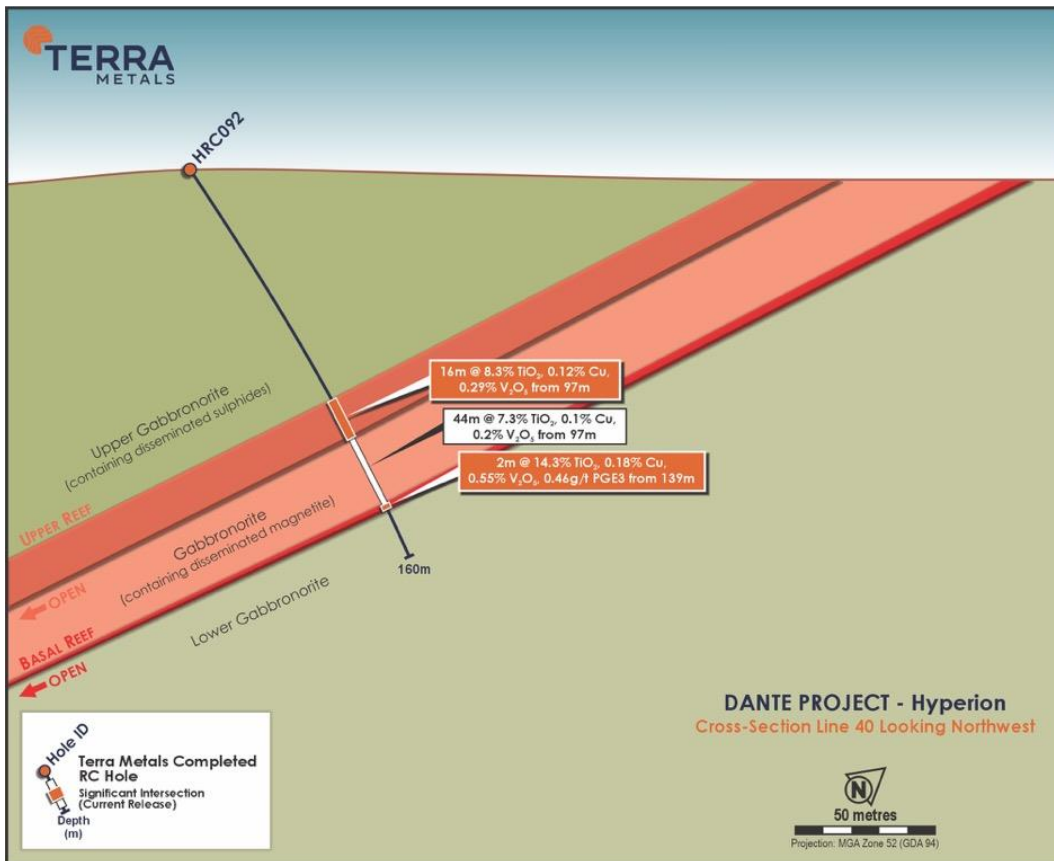 TERRA
METALS
HRC092
16m @ 8.3% TiO₂, 0.12% Cu,
0.29% V₂O₅ from 97m
44m @ 7.3% TiO₂, 0.1% Cu,
0.2% V₂O₅ from 97m
2m @ 14.3% TiO₂, 0.18% Cu,
0.55% V₂O₅, 0.46g/t PGE3 from 139m
Upper Gabbronorite
(containing disseminated sulphides)
UPPER REEF
Gabbronorite
(containing disseminated magnetite)
OPEN
Lower Gabbronorite
160m
BASAL REEF
OPEN
DANTE PROJECT - Hyperion
Cross-Section Line 40 Looking Northwest
Hole ID
Terra Metals Completed
RC Hole
Significant Intersection
(Current Release)
Depth
(m)
N
50 metres
Projection: MGA Zone 52 (GDA 94)